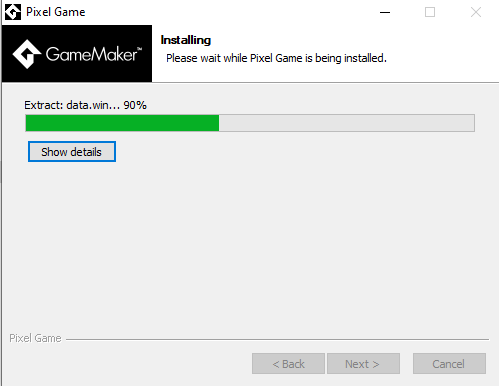 Pixel Game
GameMaker™
Installing
Please wait while Pixel Game is being installed.
Extract: data.win... 90%
Show details
Pixel Game
< Back
Next >
Cancel